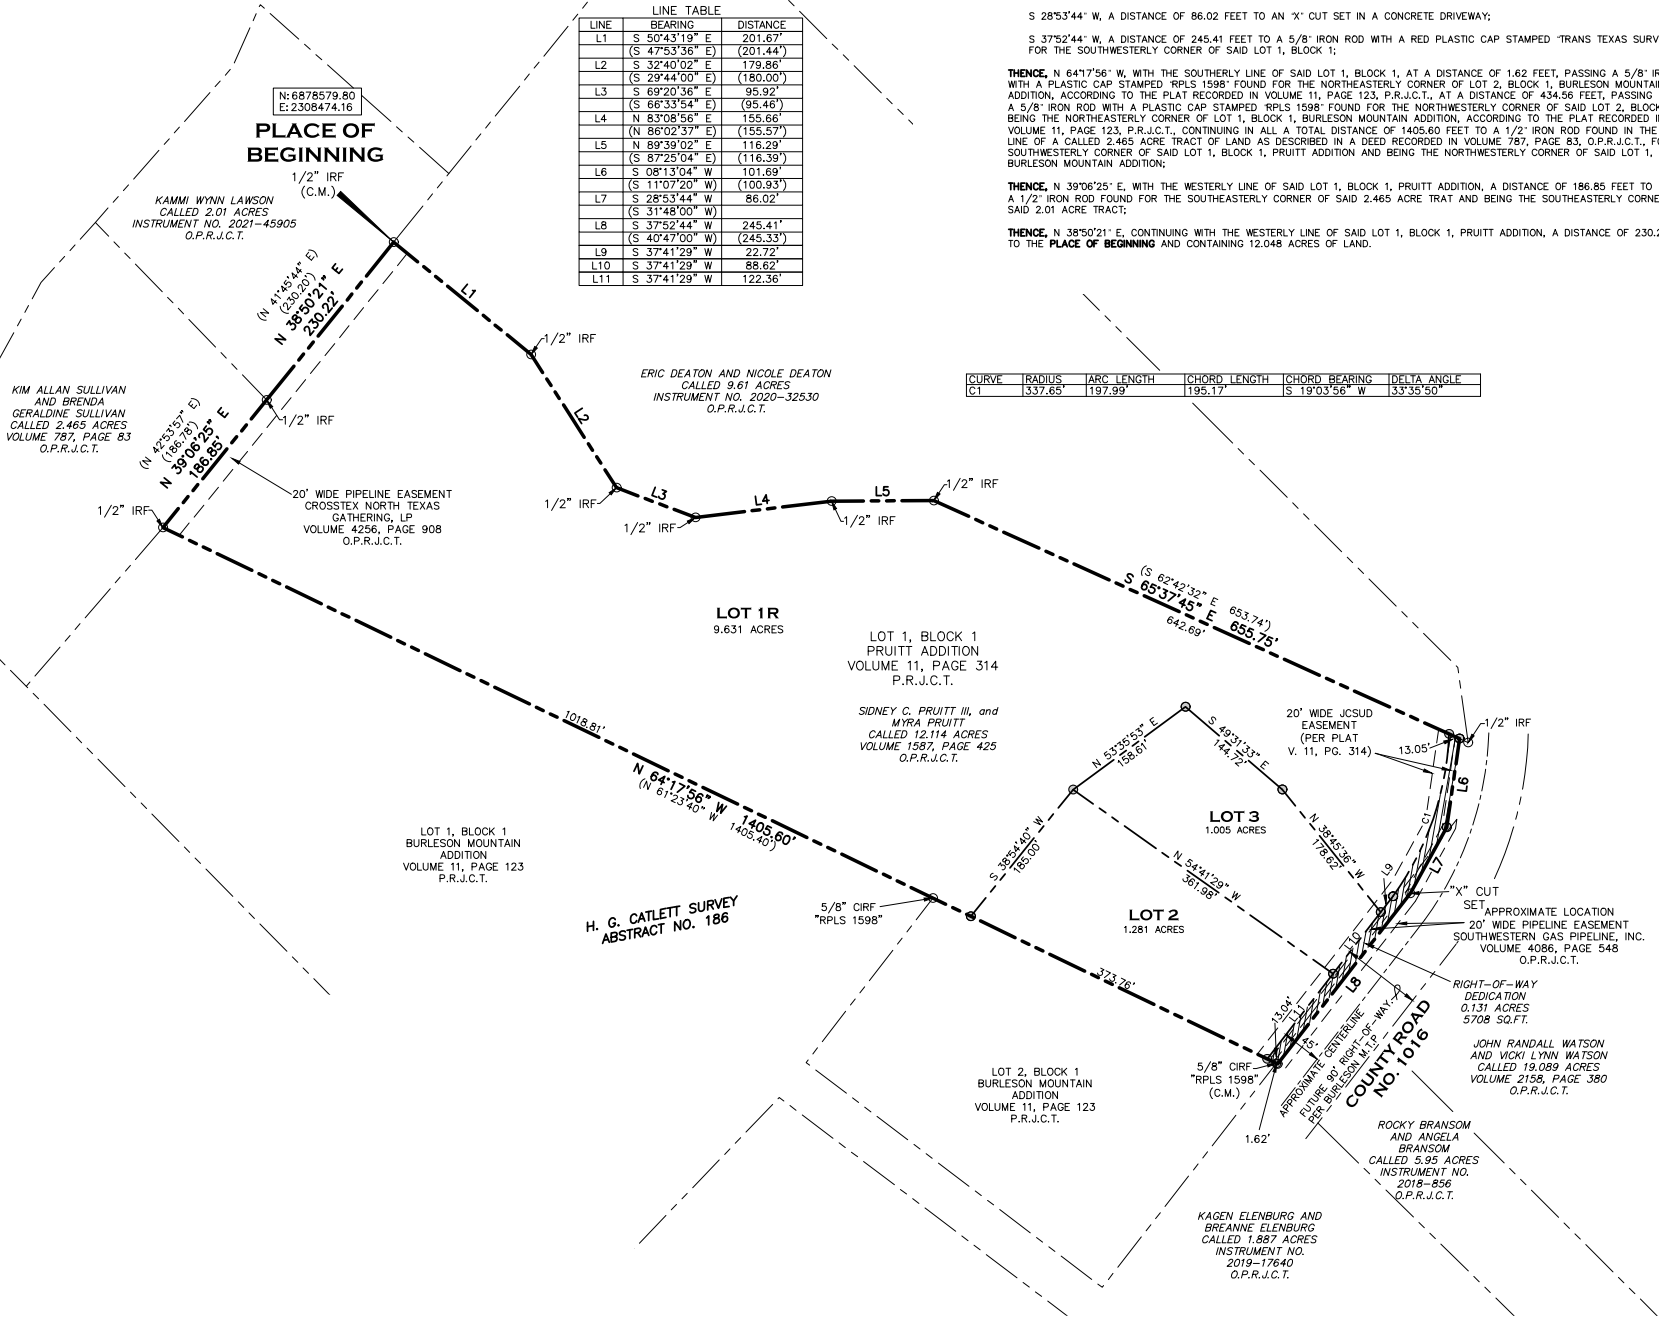 LINE TABLE
LINE BEARING DISTANCE
L1 S 50°43'19" E 201.67'
(S 47°53'36" E) (201.44')
L2 S 32°40'02" E 179.86'
(S 29°44'00" E) (180.00')
L3 S 69°20'36" E 95.92'
(S 66°33'54" E) (95.46')
L4 N 83°08'56" E 155.66'
(N 86°02'37" E) (155.57')
L5 N 89°39'02" E 116.29'
(S 87°25'04" E) (116.39')
L6 S 08°13'04" W 101.69'
(S 11°07'20" W) (100.93')
L7 S 28°53'44" W 86.02'
(S 31°48'00" W)
L8 S 37°52'44" W 245.41'
(S 40°47'00" W) (245.33')
L9 S 37°41'29" W 22.72'
L10 S 37°41'29" W 88.62'
L11 S 37°41'29" W 122.36'
S 28°53'44" W, A DISTANCE OF 86.02 FEET TO AN "X" CUT SET IN A CONCRETE DRIVEWAY;
S 37°52'44" W, A DISTANCE OF 245.41 FEET TO A 5/8" IRON ROD WITH A RED PLASTIC CAP STAMPED "TRANS TEXAS SURV
FOR THE SOUTHWESTERLY CORNER OF SAID LOT 1, BLOCK 1;
THENCE, N 64°17'56" W, WITH THE SOUTHERLY LINE OF SAID LOT 1, BLOCK 1, AT A DISTANCE OF 1.62 FEET, PASSING A 5/8" IR
WITH A PLASTIC CAP STAMPED "RPLS 1598" FOUND FOR THE NORTHEASTERLY CORNER OF LOT 2, BLOCK 1, BURLESON MOUNTAI
ADDITION, ACCORDING TO THE PLAT RECORDED IN VOLUME 11, PAGE 123, P.R.J.C.T., AT A DISTANCE OF 434.56 FEET, PASSING
A 5/8" IRON ROD WITH A PLASTIC CAP STAMPED "RPLS 1598" FOUND FOR THE NORTHWESTERLY CORNER OF SAID LOT 2, BLOCK
BEING THE NORTHEASTERLY CORNER OF LOT 1, BLOCK 1, BURLESON MOUNTAIN ADDITION, ACCORDING TO THE PLAT RECORDED I
VOLUME 11, PAGE 123, P.R.J.C.T., CONTINUING IN ALL A TOTAL DISTANCE OF 1405.60 FEET TO A 1/2" IRON ROD FOUND IN THE
LINE OF A CALLED 2.465 ACRE TRACT OF LAND AS DESCRIBED IN A DEED RECORDED IN VOLUME 787, PAGE 83, O.P.R.J.C.T., F
SOUTHWESTERLY CORNER OF SAID LOT 1, BLOCK 1, PRUITT ADDITION AND BEING THE NORTHWESTERLY CORNER OF SAID LOT 1,
BURLESON MOUNTAIN ADDITION;
THENCE, N 39°06'25" E, WITH THE WESTERLY LINE OF SAID LOT 1, BLOCK 1, PRUITT ADDITION, A DISTANCE OF 186.85 FEET TO
A 1/2" IRON ROD FOUND FOR THE SOUTHEASTERLY CORNER OF SAID 2.465 ACRE TRAT AND BEING THE SOUTHEASTERLY CORNE
SAID 2.01 ACRE TRACT;
THENCE, N 38°50'21" E, CONTINUING WITH THE WESTERLY LINE OF SAID LOT 1, BLOCK 1, PRUITT ADDITION, A DISTANCE OF 230.2
TO THE PLACE OF BEGINNING AND CONTAINING 12.048 ACRES OF LAND.
N: 6878579.80
E: 2308474.16
PLACE OF
BEGINNING
1/2" IRF
(C.M.)
KAMMI WYNN LAWSON
CALLED 2.01 ACRES
INSTRUMENT NO. 2021-45905
O.P.R.J.C.T.
(N 41°45'44" E)
(230.20')
N 38°50'21" E
230.22'
L1
1/2" IRF
L2
ERIC DEATON AND NICOLE DEATON
CALLED 9.61 ACRES
INSTRUMENT NO. 2020-32530
O.P.R.J.C.T.
CURVE RADIUS ARC LENGTH CHORD LENGTH CHORD BEARING DELTA ANGLE
C1 337.65' 197.99' 195.17' S 19°03'56" W 33°35'50"
KIM ALLAN SULLIVAN
AND BRENDA
GERALDINE SULLIVAN
CALLED 2.465 ACRES
VOLUME 787, PAGE 83
O.P.R.J.C.T.
1/2" IRF
(N 42°53'57" E)
(186.78')
N 39°06'25" E
186.85'
1/2" IRF
20' WIDE PIPELINE EASEMENT
CROSSTEX NORTH TEXAS
GATHERING, LP
VOLUME 4256, PAGE 908
O.P.R.J.C.T.
1/2" IRF
L3
1/2" IRF
L4
L5
1/2" IRF
1/2" IRF
(S 62°42'32" E 653.74')
S 65°37'45" E 655.75'
642.69'
LOT 1R
9.631 ACRES
LOT 1, BLOCK 1
PRUITT ADDITION
VOLUME 11, PAGE 314
P.R.J.C.T.
SIDNEY C. PRUITT III, and
MYRA PRUITT
CALLED 12.114 ACRES
VOLUME 1587, PAGE 425
O.P.R.J.C.T.
1018.81'
N 64°17'56" W 1405.60'
(N 61°23'40" W 1405.40')
20' WIDE JCSUD
EASEMENT
(PER PLAT
V. 11, PG. 314)
13.05'
1/2" IRF
L6
C1
L7
L9
N 53°35'53" E
158.61'
S 49°31'33" E
144.72'
LOT 3
1.005 ACRES
N 38°45'36" W
178.62'
S 38°54'40" W
185.00'
N 54°41'29" W
361.98'
LOT 2
1.281 ACRES
LOT 1, BLOCK 1
BURLESON MOUNTAIN
ADDITION
VOLUME 11, PAGE 123
P.R.J.C.T.
H. G. CATLETT SURVEY
ABSTRACT NO. 186
5/8" CIRF
"RPLS 1598"
373.76'
"X" CUT
SET
APPROXIMATE LOCATION
20' WIDE PIPELINE EASEMENT
SOUTHWESTERN GAS PIPELINE, INC.
VOLUME 4086, PAGE 548
O.P.R.J.C.T.
L10
L8
RIGHT-OF-WAY
DEDICATION
0.131 ACRES
5708 SQ.FT.
13.04'
L11
45'
APPROXIMATE CENTERLINE
FUTURE 90' RIGHT-OF-WAY
PER BURLESON M.T.P
COUNTY ROAD
NO. 1016
5/8" CIRF
"RPLS 1598"
(C.M.)
1.62'
JOHN RANDALL WATSON
AND VICKI LYNN WATSON
CALLED 19.089 ACRES
VOLUME 2158, PAGE 380
O.P.R.J.C.T.
LOT 2, BLOCK 1
BURLESON MOUNTAIN
ADDITION
VOLUME 11, PAGE 123
P.R.J.C.T.
ROCKY BRANSOM
AND ANGELA
BRANSOM
CALLED 5.95 ACRES
INSTRUMENT NO.
2018-856
O.P.R.J.C.T.
KAGEN ELENBURG AND
BREANNE ELENBURG
CALLED 1.887 ACRES
INSTRUMENT NO.
2019-17640
O.P.R.J.C.T.